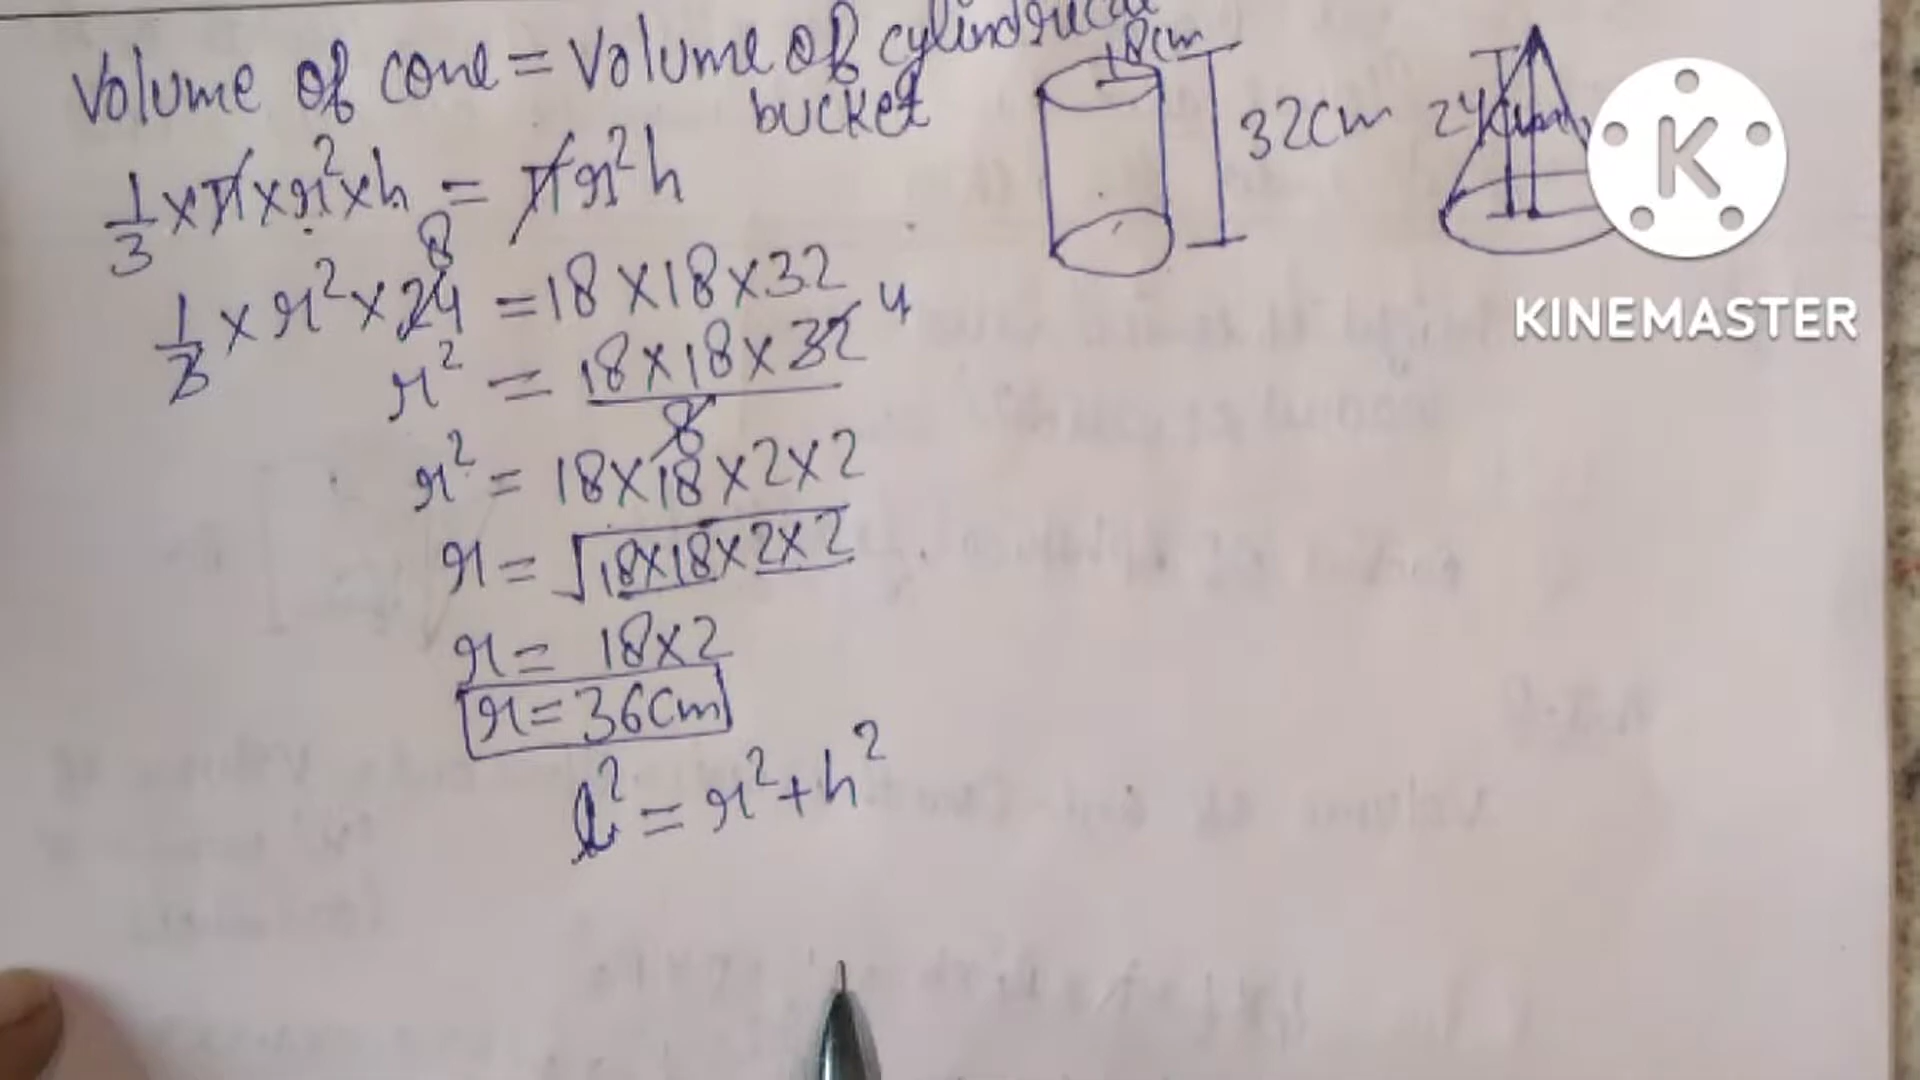 Volume of cone = Volume of cylindrical
bucket
1/3 × π × r² × h = πr²h
8
1/3 × r² × 24 = 18 × 18 × 32
r² = 18 × 18 × 32 / 8 4
r² = 18 × 18 × 2 × 2
r = √18×18×2×2
r = 18×2
r = 36cm
l² = r² + h²
18cm
32cm
24cm
KINEMASTER